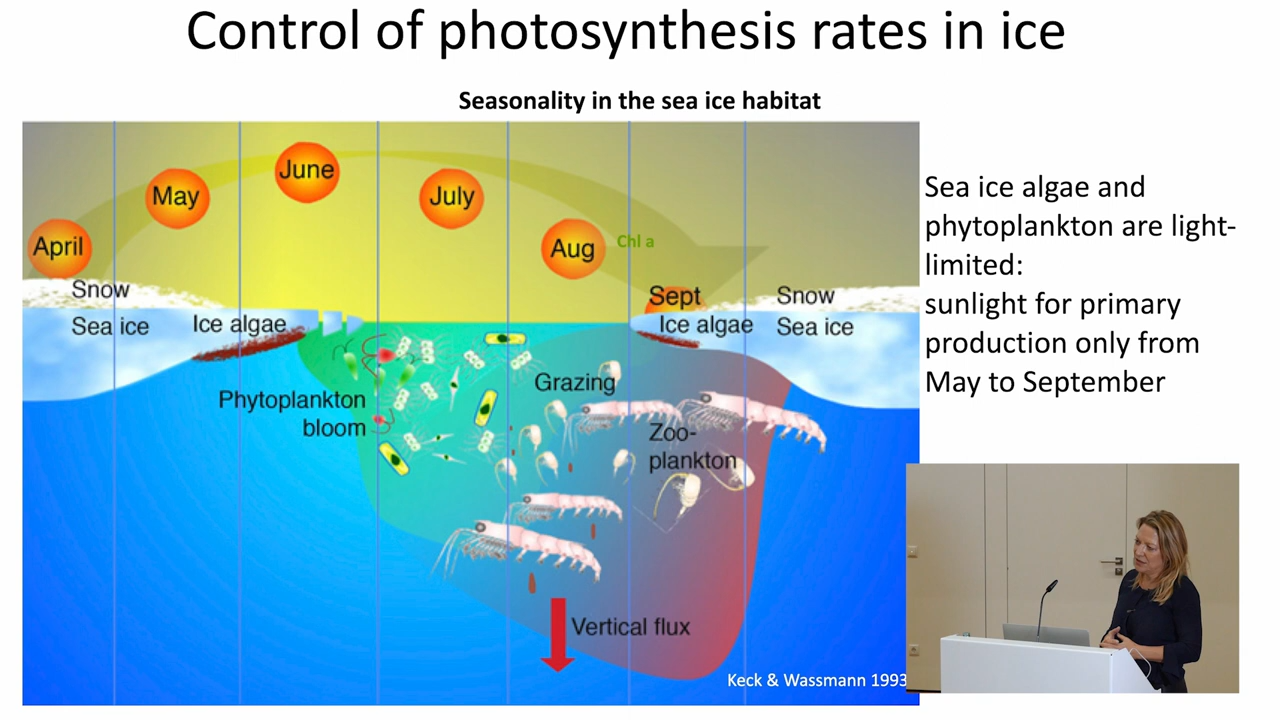 Control of photosynthesis rates in ice
Seasonality in the sea ice habitat
June
May
July
April
Aug
Chl a
Snow
Sea ice
Ice algae
Sept
Ice algae
Snow
Sea ice
Phytoplankton
bloom
Grazing
Zoo-
plankton
Vertical flux
Keck & Wassmann 1993
Sea ice algae and
phytoplankton are light-
limited:
sunlight for primary
production only from
May to September